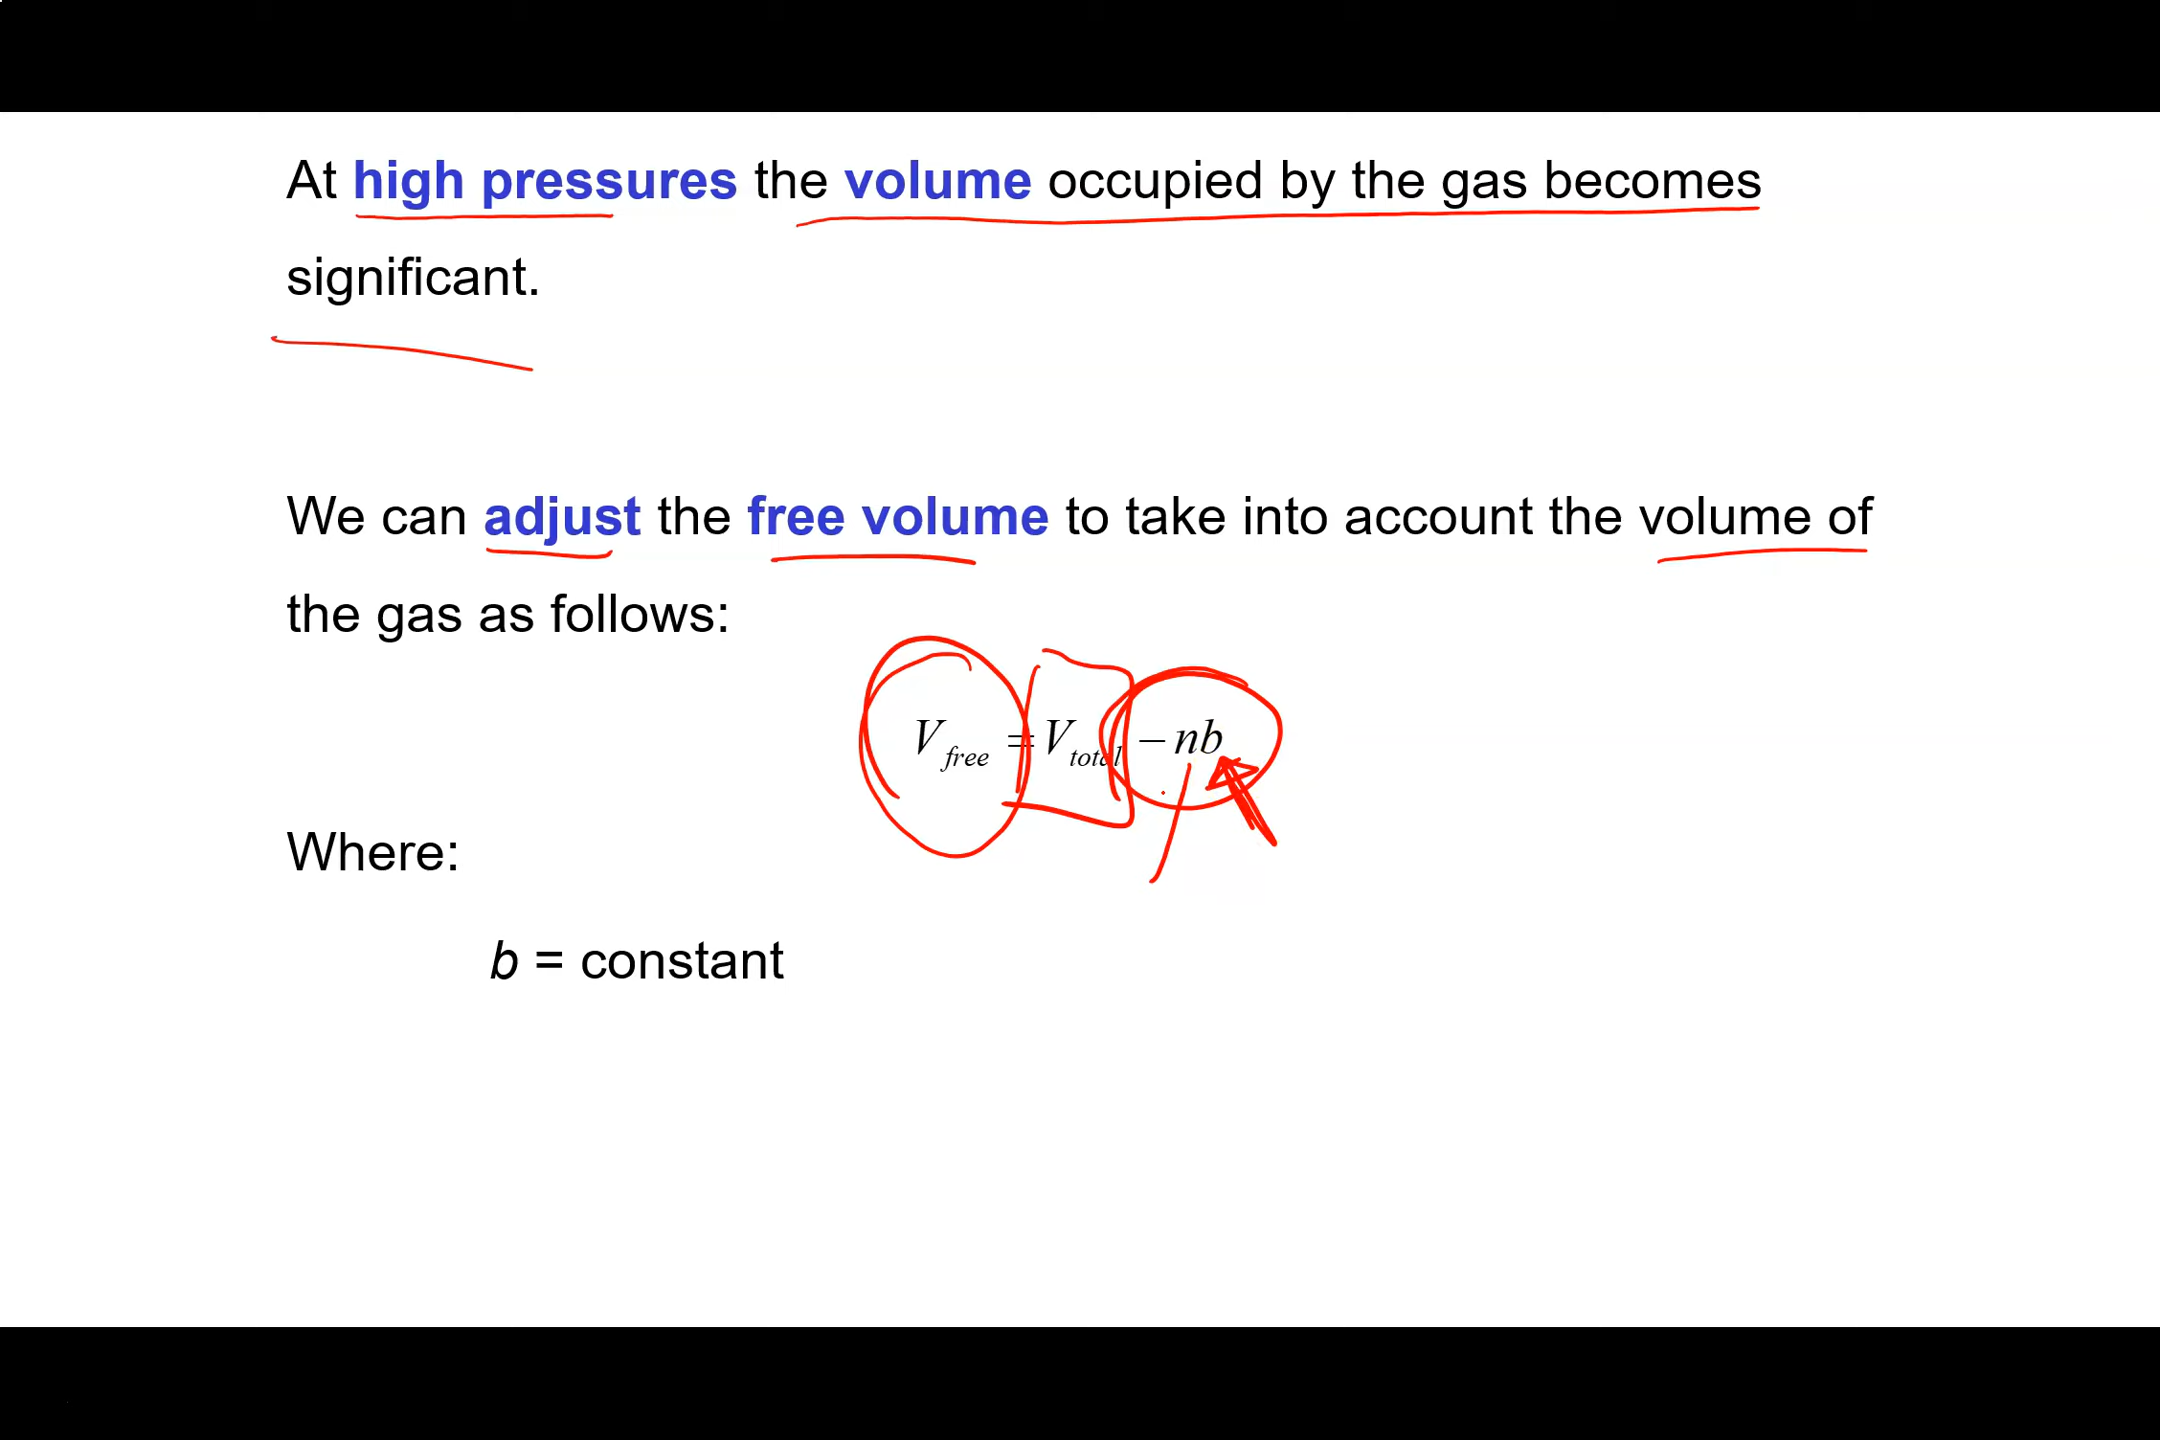 At high pressures the volume occupied by the gas becomes
significant.
We can adjust the free volume to take into account the volume of
the gas as follows:
V_free = V_total − nb
Where:
b = constant